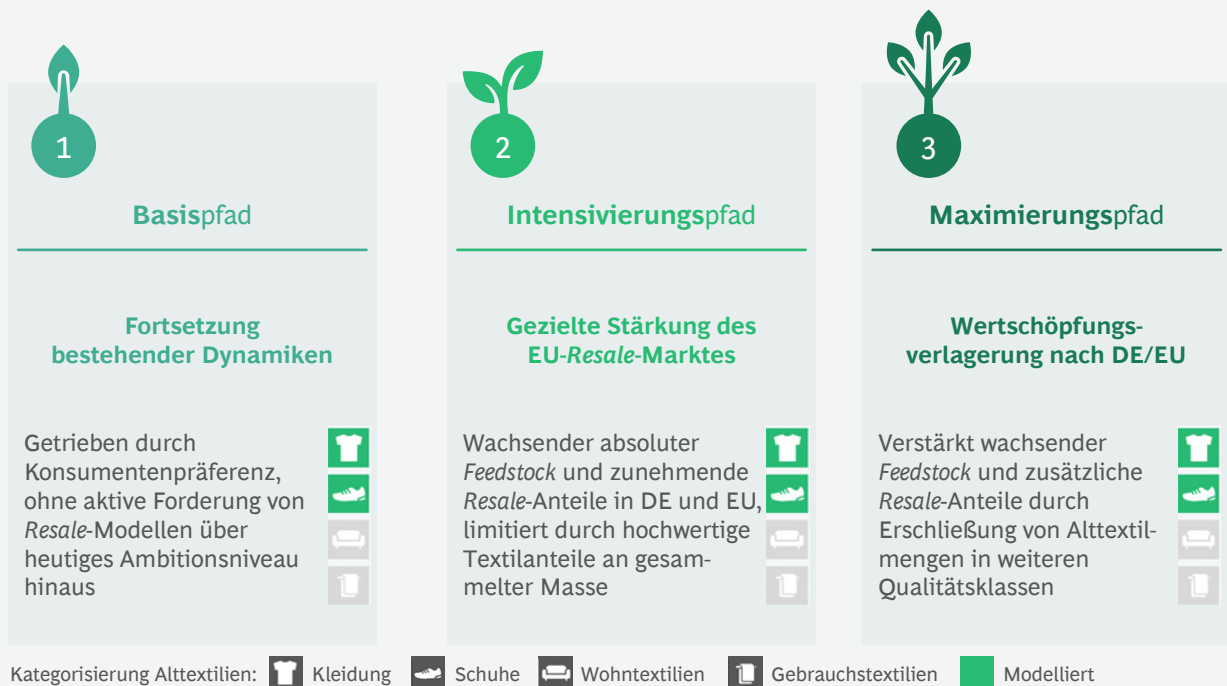 1
Basispfad
Fortsetzung
bestehender Dynamiken
Getrieben durch
Konsumentenpräferenz,
ohne aktive Forderung von
Resale-Modellen über
heutiges Ambitionsniveau
hinaus
2
Intensivierungspfad
Gezielte Stärkung des
EU-Resale-Marktes
Wachsender absoluter
Feedstock und zunehmende
Resale-Anteile in DE und EU,
limitiert durch hochwertige
Textilanteile an gesam-
melter Masse
3
Maximierungspfad
Wertschöpfungs-
verlagerung nach DE/EU
Verstärkt wachsender
Feedstock und zusätzliche
Resale-Anteile durch
Erschließung von Alttextil-
mengen in weiteren
Qualitätsklassen
Kategorisierung Alttextilien: Kleidung Schuhe Wohntextilien Gebrauchstextilien Modelliert